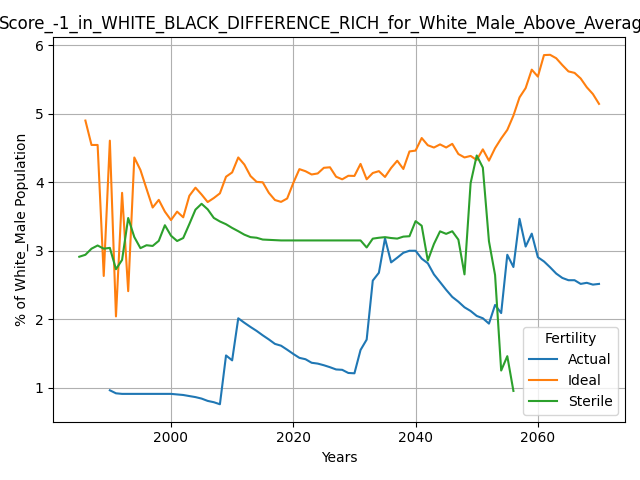 Score_-1_in_WHITE_BLACK_DIFFERENCE_RICH_for_White_Male_Above_Averag
6
5
4
3
2
1
% of White_Male Population
2000
2020
2040
2060
Years
Fertility
Actual
Ideal
Sterile